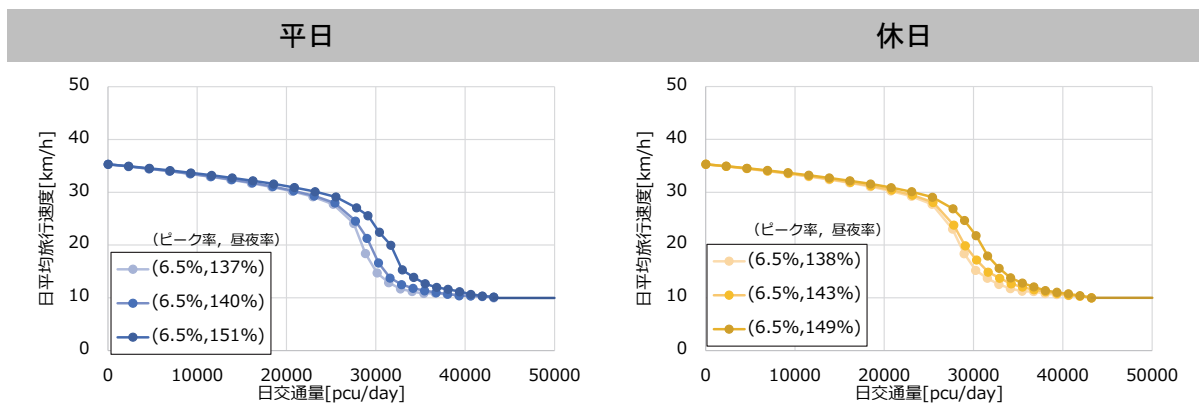 平日
休日
50
40
30
20
10
0
日平均旅行速度[km/h]
(ピーク率，昼夜率)
(6.5%,137%)
(6.5%,140%)
(6.5%,151%)
0 10000 20000 30000 40000 50000
日交通量[pcu/day]
50
40
30
20
10
0
日平均旅行速度[km/h]
(ピーク率，昼夜率)
(6.5%,138%)
(6.5%,143%)
(6.5%,149%)
0 10000 20000 30000 40000 50000
日交通量[pcu/day]